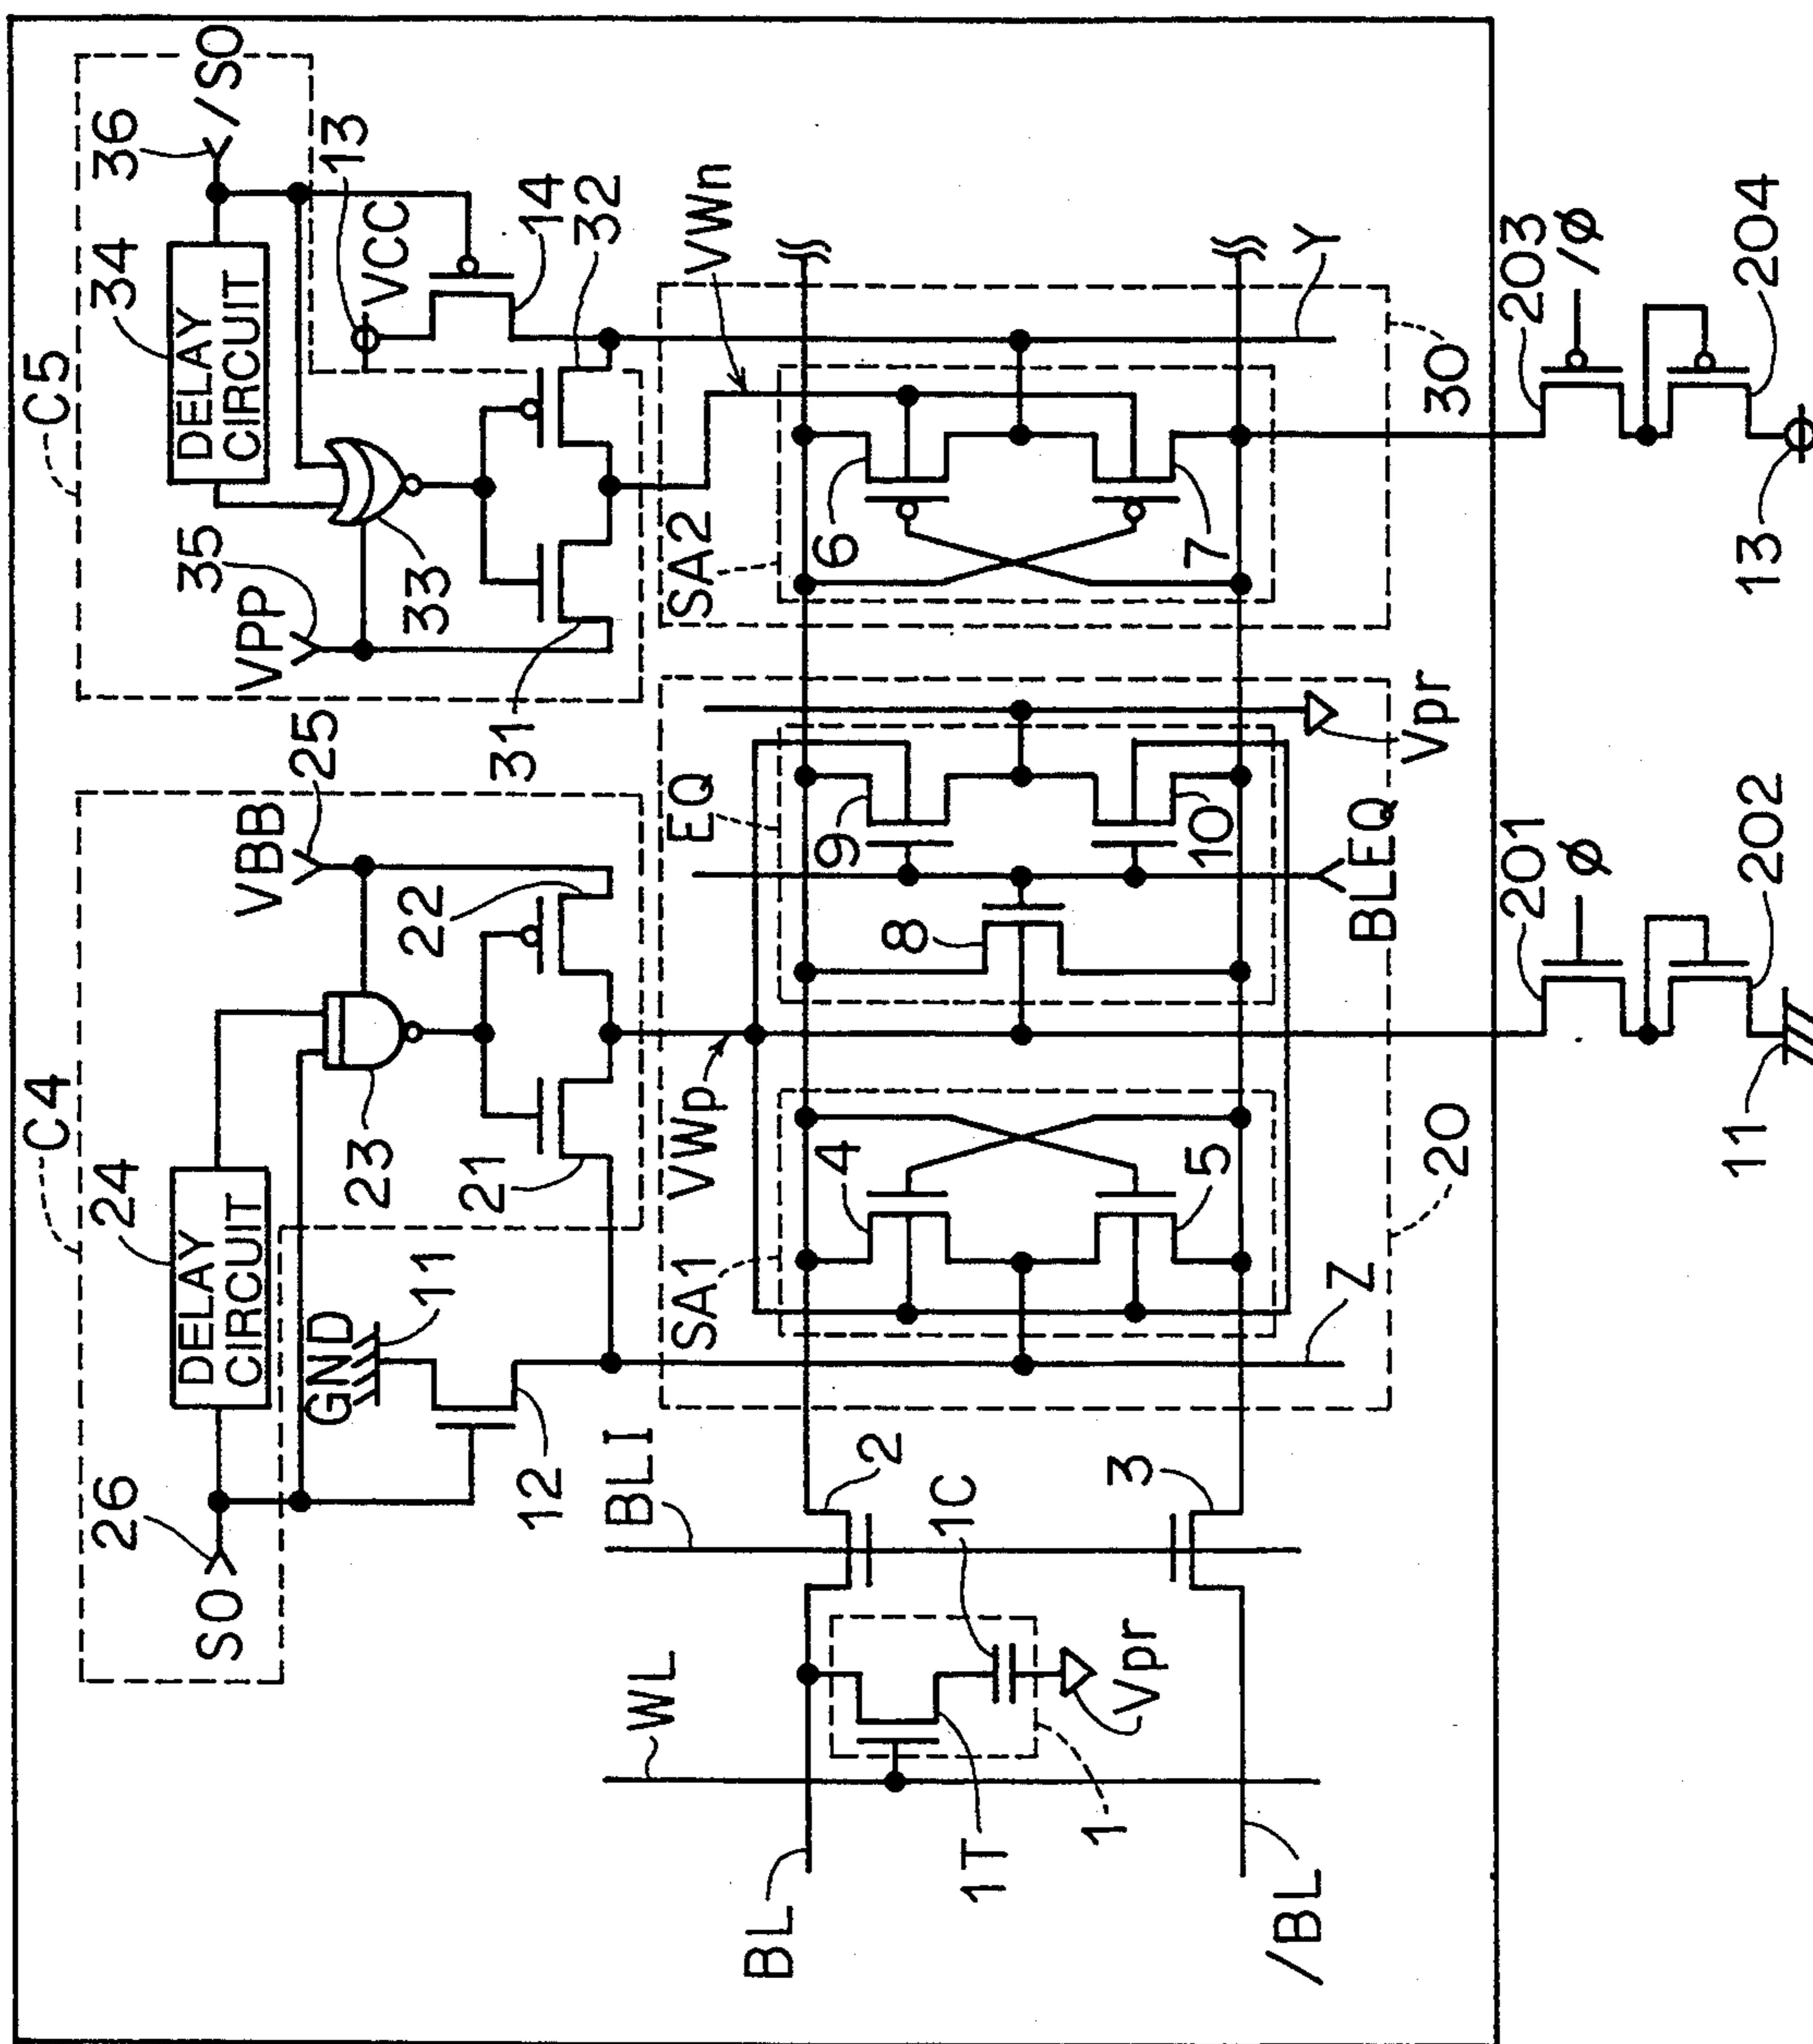 C4
C5
26
24
34
36
SO
DELAY
CIRCUIT
DELAY
CIRCUIT
/SO
GND
11
VBB
25
VPP
35
VCC
13
23
33
12
21
22
31
14
32
WL
BLI
SA1
VWp
EQ
SA2
VWn
BL
2
4
8
9
6
1T
1C
1
3
5
10
7
Vpr
/BL
Z
BLEQ
Vpr
Y
20
30
201
Ø
203
/Ø
202
204
11
13